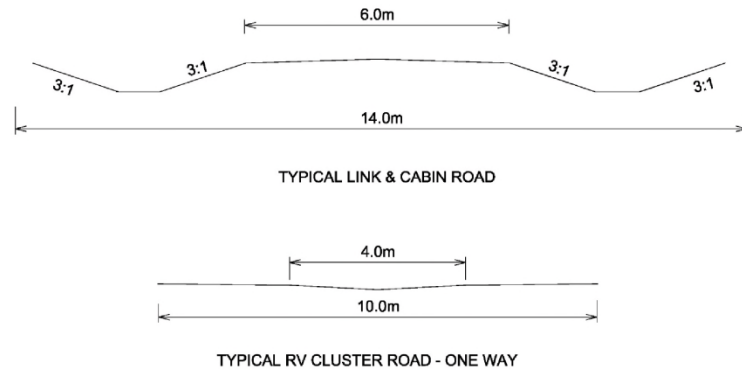 6.0m
3:1
3:1
3:1
3:1
14.0m
TYPICAL LINK & CABIN ROAD
4.0m
10.0m
TYPICAL RV CLUSTER ROAD - ONE WAY